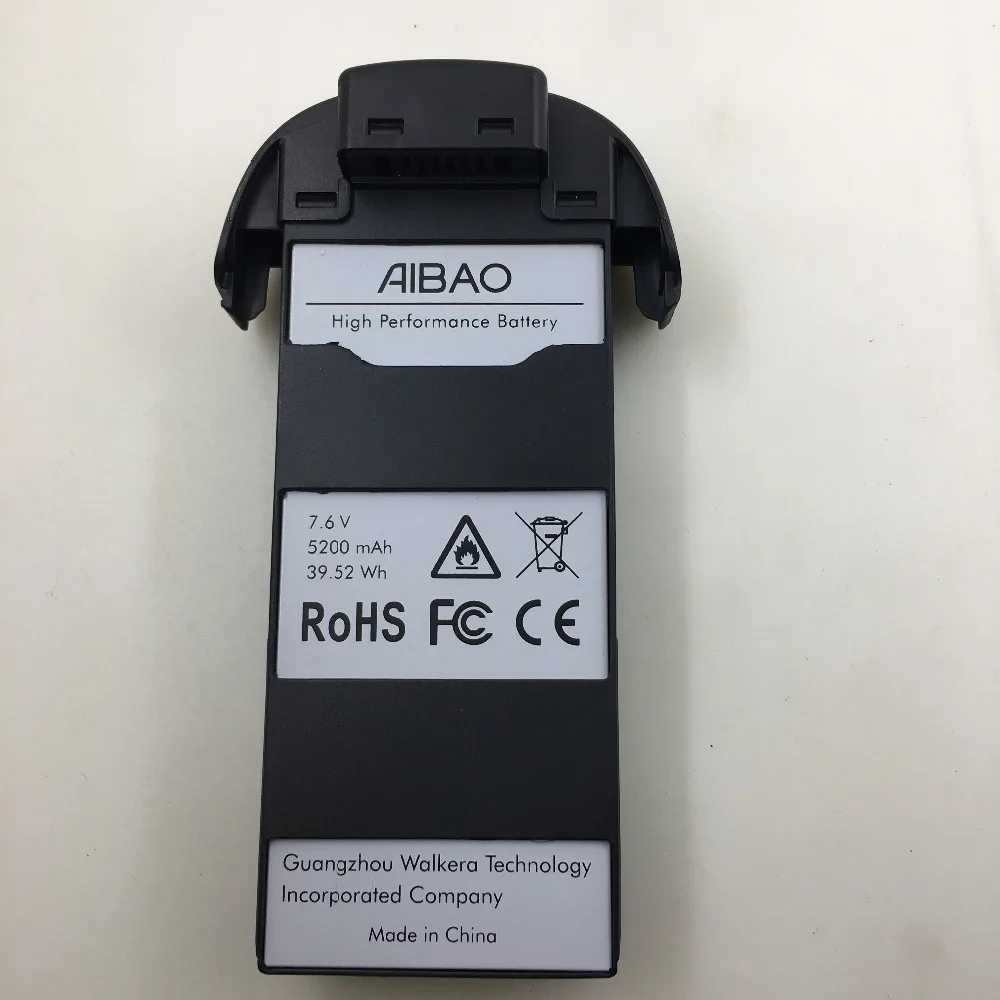 AIBAO
High Performance Battery
7.6 V
5200 mAh
39.52 Wh
RoHS FC CE
Guangzhou Walkera Technology
Incorporated Company
Made in China